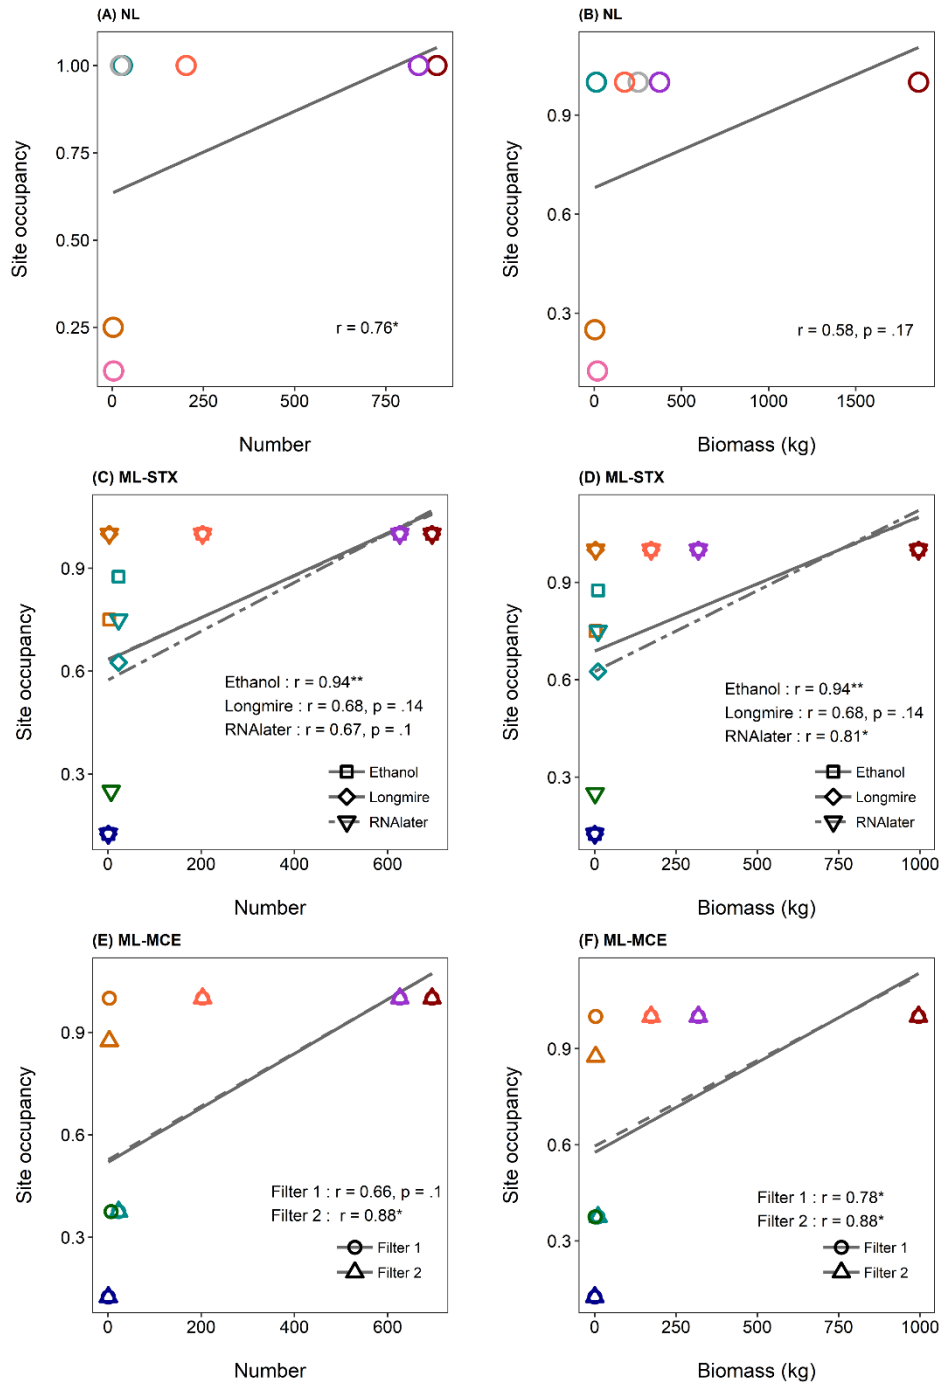 (A) NL
Site occupancy
1.00
0.75
0.50
0.25
r = 0.76*
0 250 500 750
Number
(B) NL
Site occupancy
0.9
0.6
0.3
r = 0.58, p = .17
0 500 1000 1500
Biomass (kg)
(C) ML-STX
Site occupancy
0.9
0.6
0.3
Ethanol : r = 0.94**
Longmire : r = 0.68, p = .14
RNAlater : r = 0.67, p = .1
Ethanol
Longmire
RNAlater
0 200 400 600
Number
(D) ML-STX
Site occupancy
0.9
0.6
0.3
Ethanol : r = 0.94**
Longmire : r = 0.68, p = .14
RNAlater : r = 0.81*
Ethanol
Longmire
RNAlater
0 250 500 750 1000
Biomass (kg)
(E) ML-MCE
Site occupancy
0.9
0.6
0.3
Filter 1 : r = 0.66, p = .1
Filter 2 : r = 0.88*
Filter 1
Filter 2
0 200 400 600
Number
(F) ML-MCE
Site occupancy
0.9
0.6
0.3
Filter 1 : r = 0.78*
Filter 2 : r = 0.88*
Filter 1
Filter 2
0 250 500 750 1000
Biomass (kg)